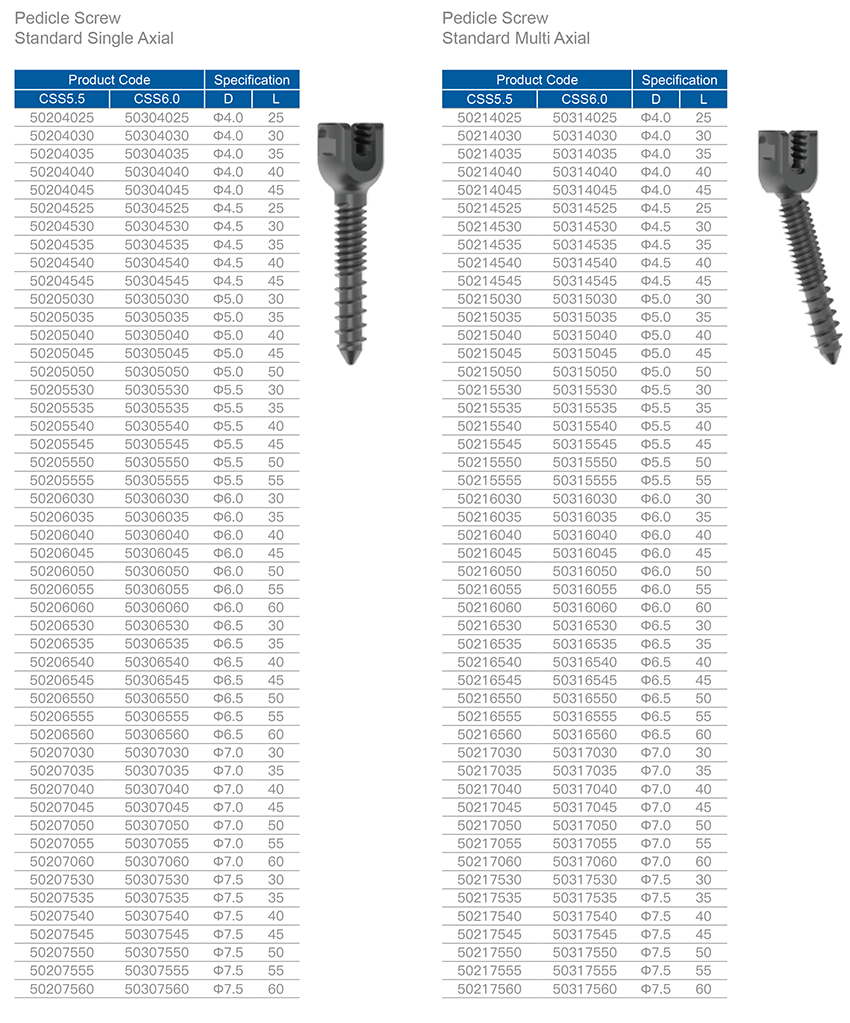 Pedicle Screw
Standard Single Axial
Product Code Specification
CSS5.5 CSS6.0 D L
50204025 50304025 Φ4.0 25
50204030 50304030 Φ4.0 30
50204035 50304035 Φ4.0 35
50204040 50304040 Φ4.0 40
50204045 50304045 Φ4.0 45
50204525 50304525 Φ4.5 25
50204530 50304530 Φ4.5 30
50204535 50304535 Φ4.5 35
50204540 50304540 Φ4.5 40
50204545 50304545 Φ4.5 45
50205030 50305030 Φ5.0 30
50205035 50305035 Φ5.0 35
50205040 50305040 Φ5.0 40
50205045 50305045 Φ5.0 45
50205050 50305050 Φ5.0 50
50205530 50305530 Φ5.5 30
50205535 50305535 Φ5.5 35
50205540 50305540 Φ5.5 40
50205545 50305545 Φ5.5 45
50205550 50305550 Φ5.5 50
50205555 50305555 Φ5.5 55
50206030 50306030 Φ6.0 30
50206035 50306035 Φ6.0 35
50206040 50306040 Φ6.0 40
50206045 50306045 Φ6.0 45
50206050 50306050 Φ6.0 50
50206055 50306055 Φ6.0 55
50206060 50306060 Φ6.0 60
50206530 50306530 Φ6.5 30
50206535 50306535 Φ6.5 35
50206540 50306540 Φ6.5 40
50206545 50306545 Φ6.5 45
50206550 50306550 Φ6.5 50
50206555 50306555 Φ6.5 55
50206560 50306560 Φ6.5 60
50207030 50307030 Φ7.0 30
50207035 50307035 Φ7.0 35
50207040 50307040 Φ7.0 40
50207045 50307045 Φ7.0 45
50207050 50307050 Φ7.0 50
50207055 50307055 Φ7.0 55
50207060 50307060 Φ7.0 60
50207530 50307530 Φ7.5 30
50207535 50307535 Φ7.5 35
50207540 50307540 Φ7.5 40
50207545 50307545 Φ7.5 45
50207550 50307550 Φ7.5 50
50207555 50307555 Φ7.5 55
50207560 50307560 Φ7.5 60
Pedicle Screw
Standard Multi Axial
Product Code Specification
CSS5.5 CSS6.0 D L
50214025 50314025 Φ4.0 25
50214030 50314030 Φ4.0 30
50214035 50314035 Φ4.0 35
50214040 50314040 Φ4.0 40
50214045 50314045 Φ4.0 45
50214525 50314525 Φ4.5 25
50214530 50314530 Φ4.5 30
50214535 50314535 Φ4.5 35
50214540 50314540 Φ4.5 40
50214545 50314545 Φ4.5 45
50215030 50315030 Φ5.0 30
50215035 50315035 Φ5.0 35
50215040 50315040 Φ5.0 40
50215045 50315045 Φ5.0 45
50215050 50315050 Φ5.0 50
50215530 50315530 Φ5.5 30
50215535 50315535 Φ5.5 35
50215540 50315540 Φ5.5 40
50215545 50315545 Φ5.5 45
50215550 50315550 Φ5.5 50
50215555 50315555 Φ5.5 55
50216030 50316030 Φ6.0 30
50216035 50316035 Φ6.0 35
50216040 50316040 Φ6.0 40
50216045 50316045 Φ6.0 45
50216050 50316050 Φ6.0 50
50216055 50316055 Φ6.0 55
50216060 50316060 Φ6.0 60
50216530 50316530 Φ6.5 30
50216535 50316535 Φ6.5 35
50216540 50316540 Φ6.5 40
50216545 50316545 Φ6.5 45
50216550 50316550 Φ6.5 50
50216555 50316555 Φ6.5 55
50216560 50316560 Φ6.5 60
50217030 50317030 Φ7.0 30
50217035 50317035 Φ7.0 35
50217040 50317040 Φ7.0 40
50217045 50317045 Φ7.0 45
50217050 50317050 Φ7.0 50
50217055 50317055 Φ7.0 55
50217060 50317060 Φ7.0 60
50217530 50317530 Φ7.5 30
50217535 50317535 Φ7.5 35
50217540 50317540 Φ7.5 40
50217545 50317545 Φ7.5 45
50217550 50317550 Φ7.5 50
50217555 50317555 Φ7.5 55
50217560 50317560 Φ7.5 60